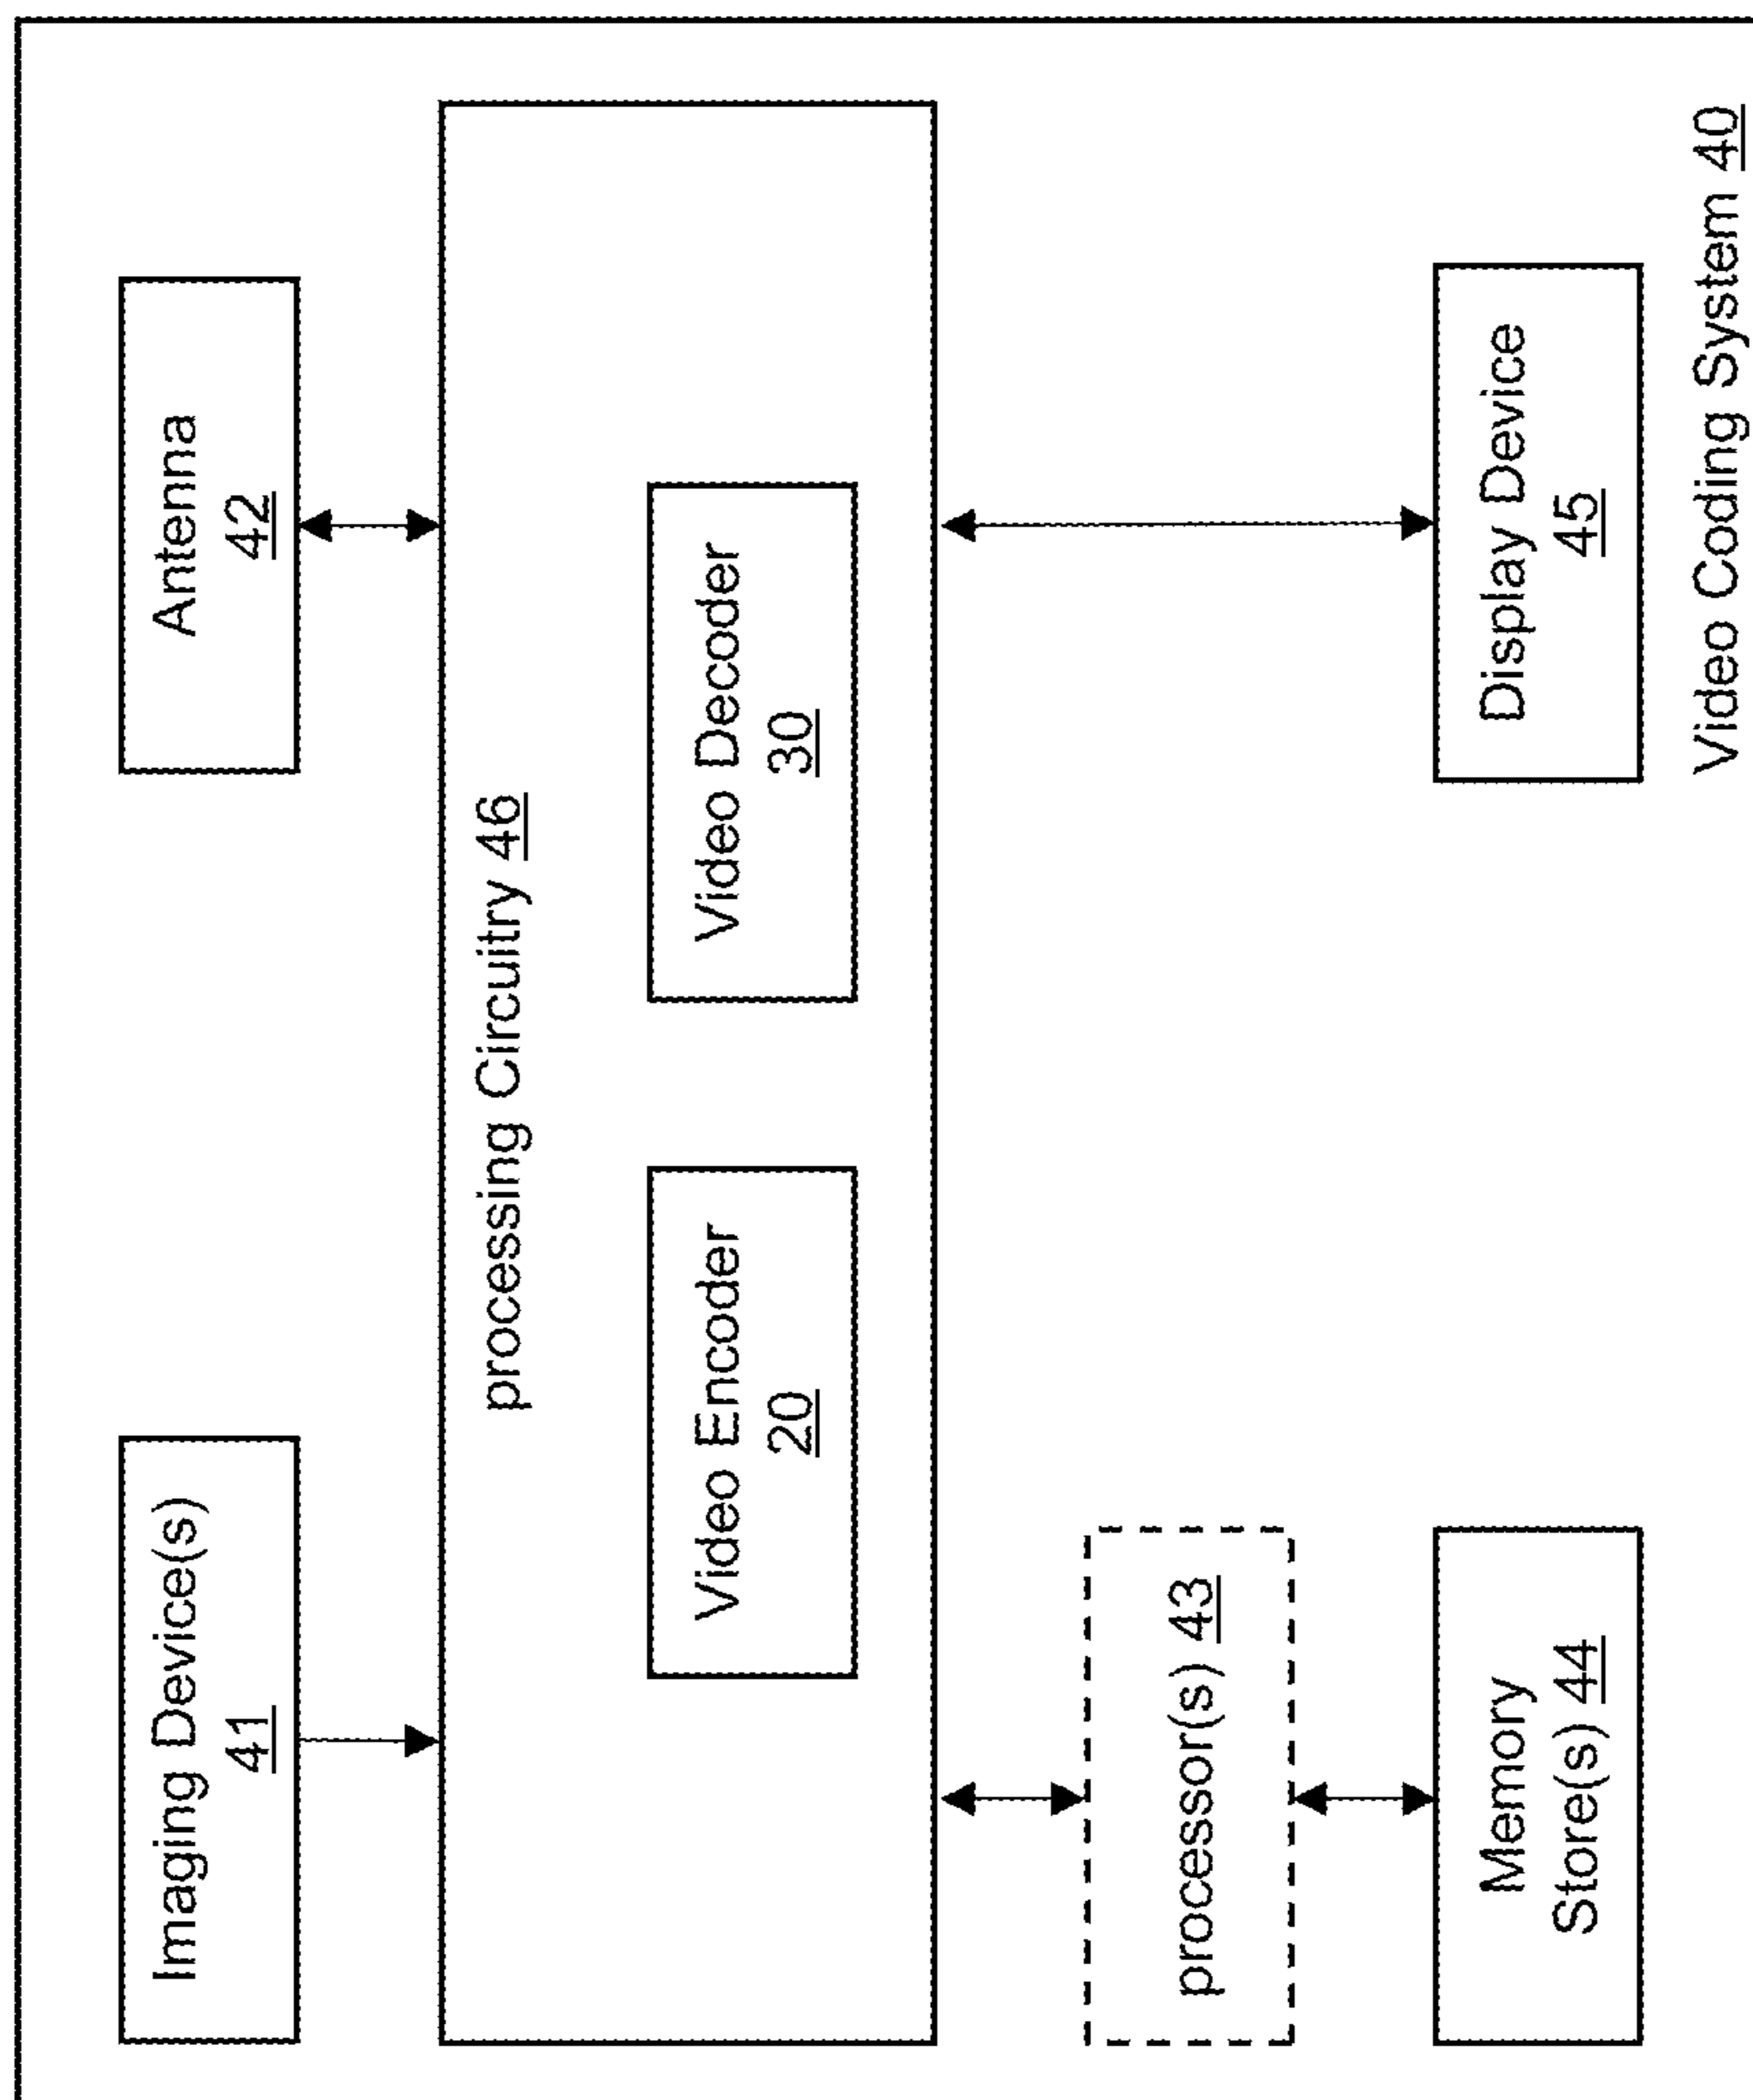 Imaging Device(s)
41
Antenna
42
processing Circuitry 46
Video Encoder
20
Video Decoder
30
processor(s) 43
Memory
Store(s) 44
Display Device
45
Video Coding System 40